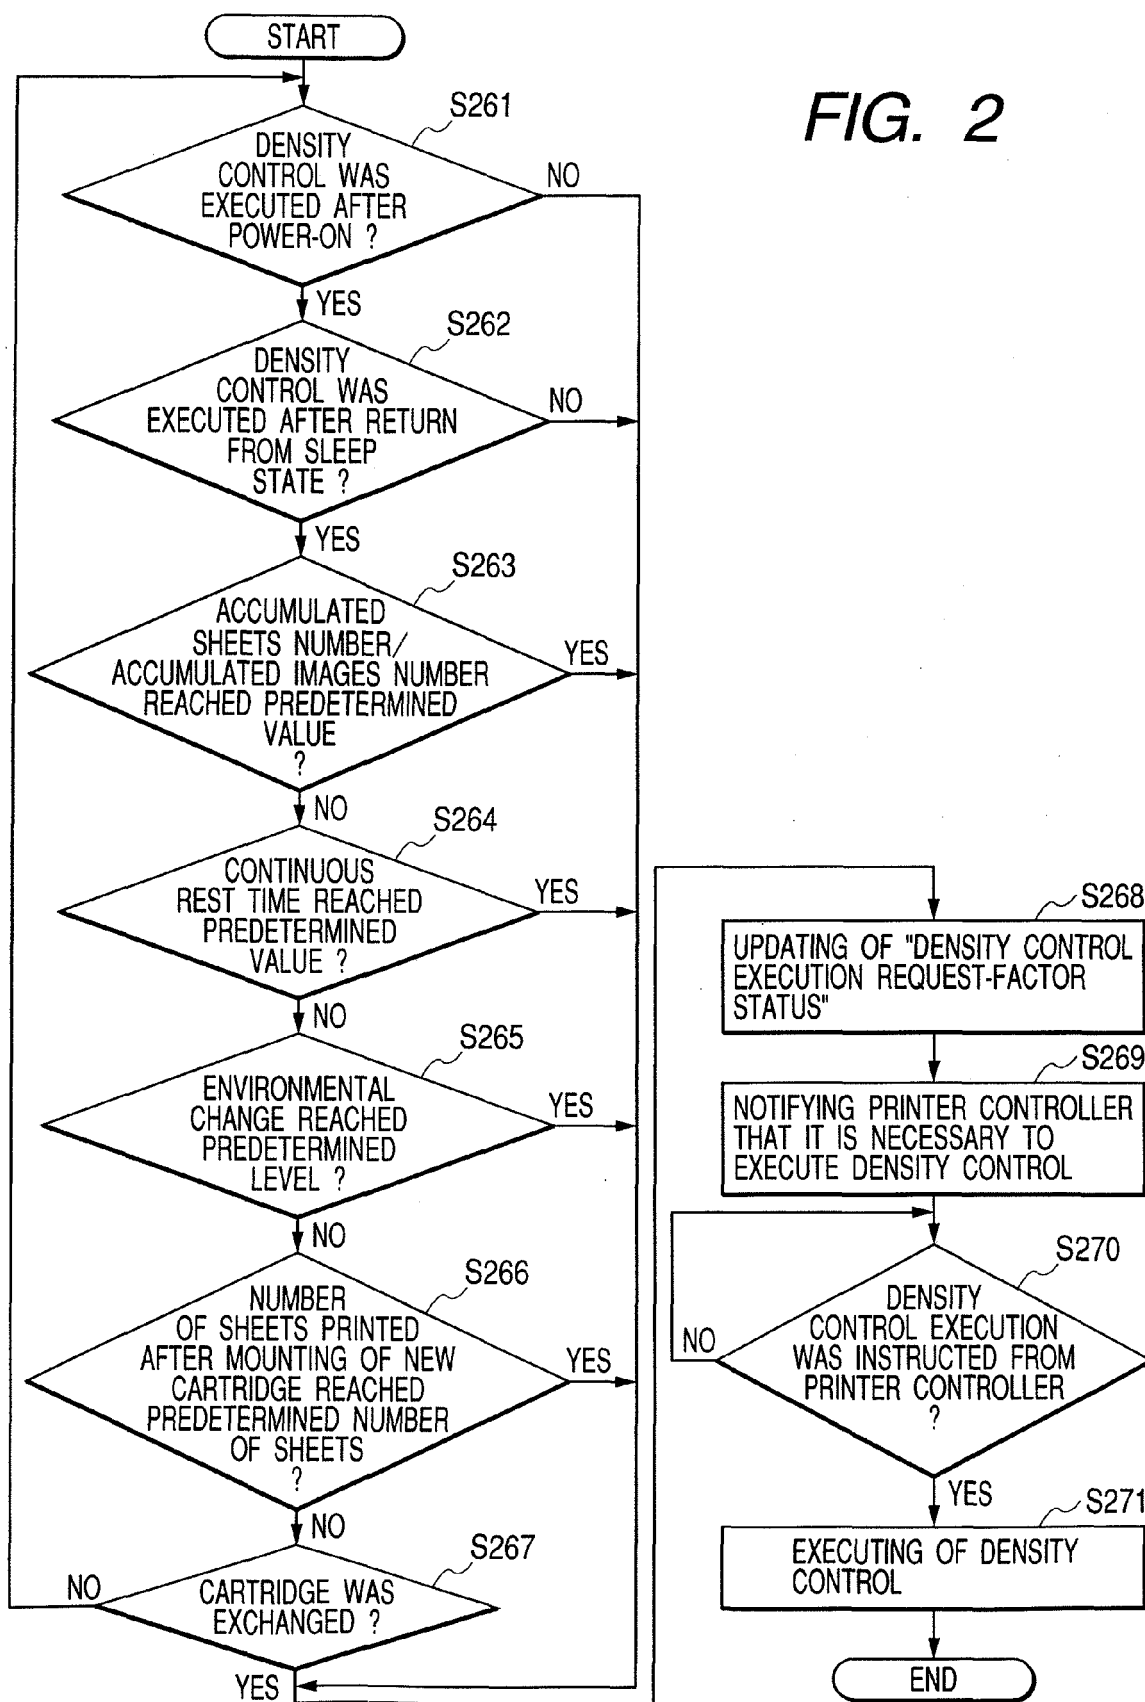 START
FIG. 2
S261
DENSITY
CONTROL WAS
EXECUTED AFTER
POWER-ON ?
NO
YES
S262
DENSITY
CONTROL WAS
EXECUTED AFTER RETURN
FROM SLEEP
STATE ?
NO
YES
S263
ACCUMULATED
SHEETS NUMBER/
ACCUMULATED IMAGES NUMBER
REACHED PREDETERMINED
VALUE
?
YES
NO
S264
CONTINUOUS
REST TIME REACHED
PREDETERMINED
VALUE ?
YES
NO
S265
ENVIRONMENTAL
CHANGE REACHED
PREDETERMINED
LEVEL ?
YES
NO
S266
NUMBER
OF SHEETS PRINTED
AFTER MOUNTING OF NEW
CARTRIDGE REACHED
PREDETERMINED NUMBER
OF SHEETS
?
YES
NO
S267
CARTRIDGE WAS
EXCHANGED ?
NO
YES
S268
UPDATING OF "DENSITY CONTROL
EXECUTION REQUEST-FACTOR
STATUS"
S269
NOTIFYING PRINTER CONTROLLER
THAT IT IS NECESSARY TO
EXECUTE DENSITY CONTROL
S270
DENSITY
CONTROL EXECUTION
WAS INSTRUCTED FROM
PRINTER CONTROLLER
?
NO
YES
S271
EXECUTING OF DENSITY
CONTROL
END